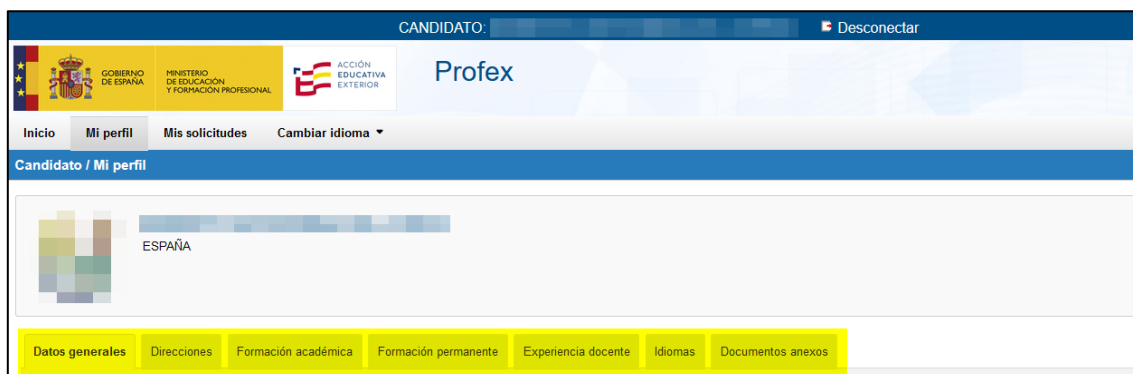 CANDIDATO: Desconectar
GOBIERNO DE ESPAÑA
MINISTERIO DE EDUCACIÓN Y FORMACIÓN PROFESIONAL
ACCIÓN EDUCATIVA EXTERIOR
Profex
Inicio Mi perfil Mis solicitudes Cambiar idioma
Candidato / Mi perfil
ESPAÑA
Datos generales Direcciones Formación académica Formación permanente Experiencia docente Idiomas Documentos anexos